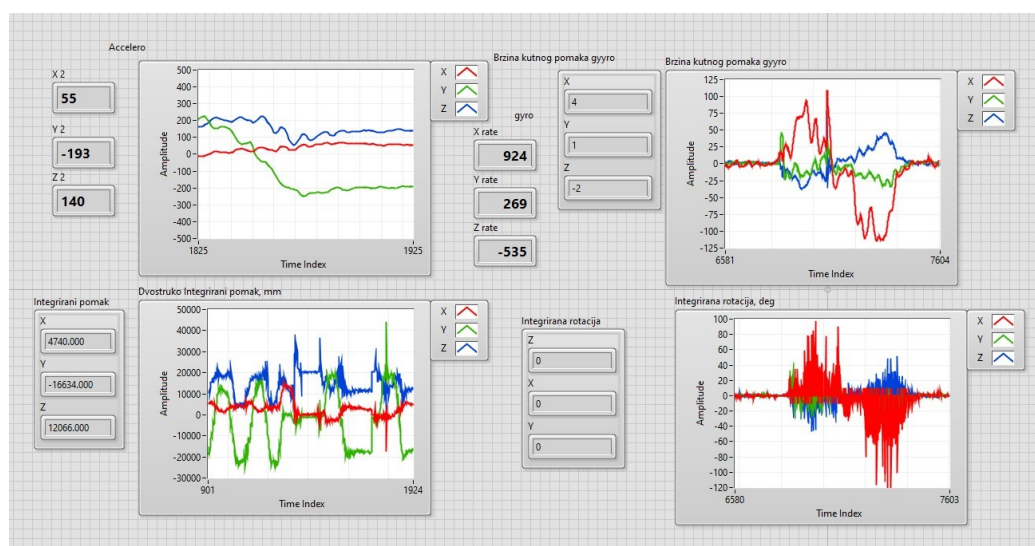 Accelero
X 2
55
Y 2
-193
Z 2
140
500
400
300
200
100
0
-100
-200
-300
-400
-500
Amplitude
1825
1925
Time Index
X
Y
Z
gyro
X rate
924
Y rate
269
Z rate
-535
Brzina kutnog pomaka gyyro
X
4
Y
1
Z
-2
Brzina kutnog pomaka gyyro
125
100
75
50
25
0
-25
-50
-75
-100
-125
Amplitude
6581
7604
Time Index
X
Y
Z
Integrirani pomak
X
4740.000
Y
-16634.000
Z
12066.000
Dvostruko Integrirani pomak, mm
50000
40000
30000
20000
10000
0
-10000
-20000
-30000
Amplitude
901
1924
Time Index
X
Y
Z
Integrirana rotacija
Z
0
X
0
Y
0
Integrirana rotacija, deg
100
80
60
40
20
0
-20
-40
-60
-80
-100
-120
Amplitude
6580
7603
Time Index
X
Y
Z